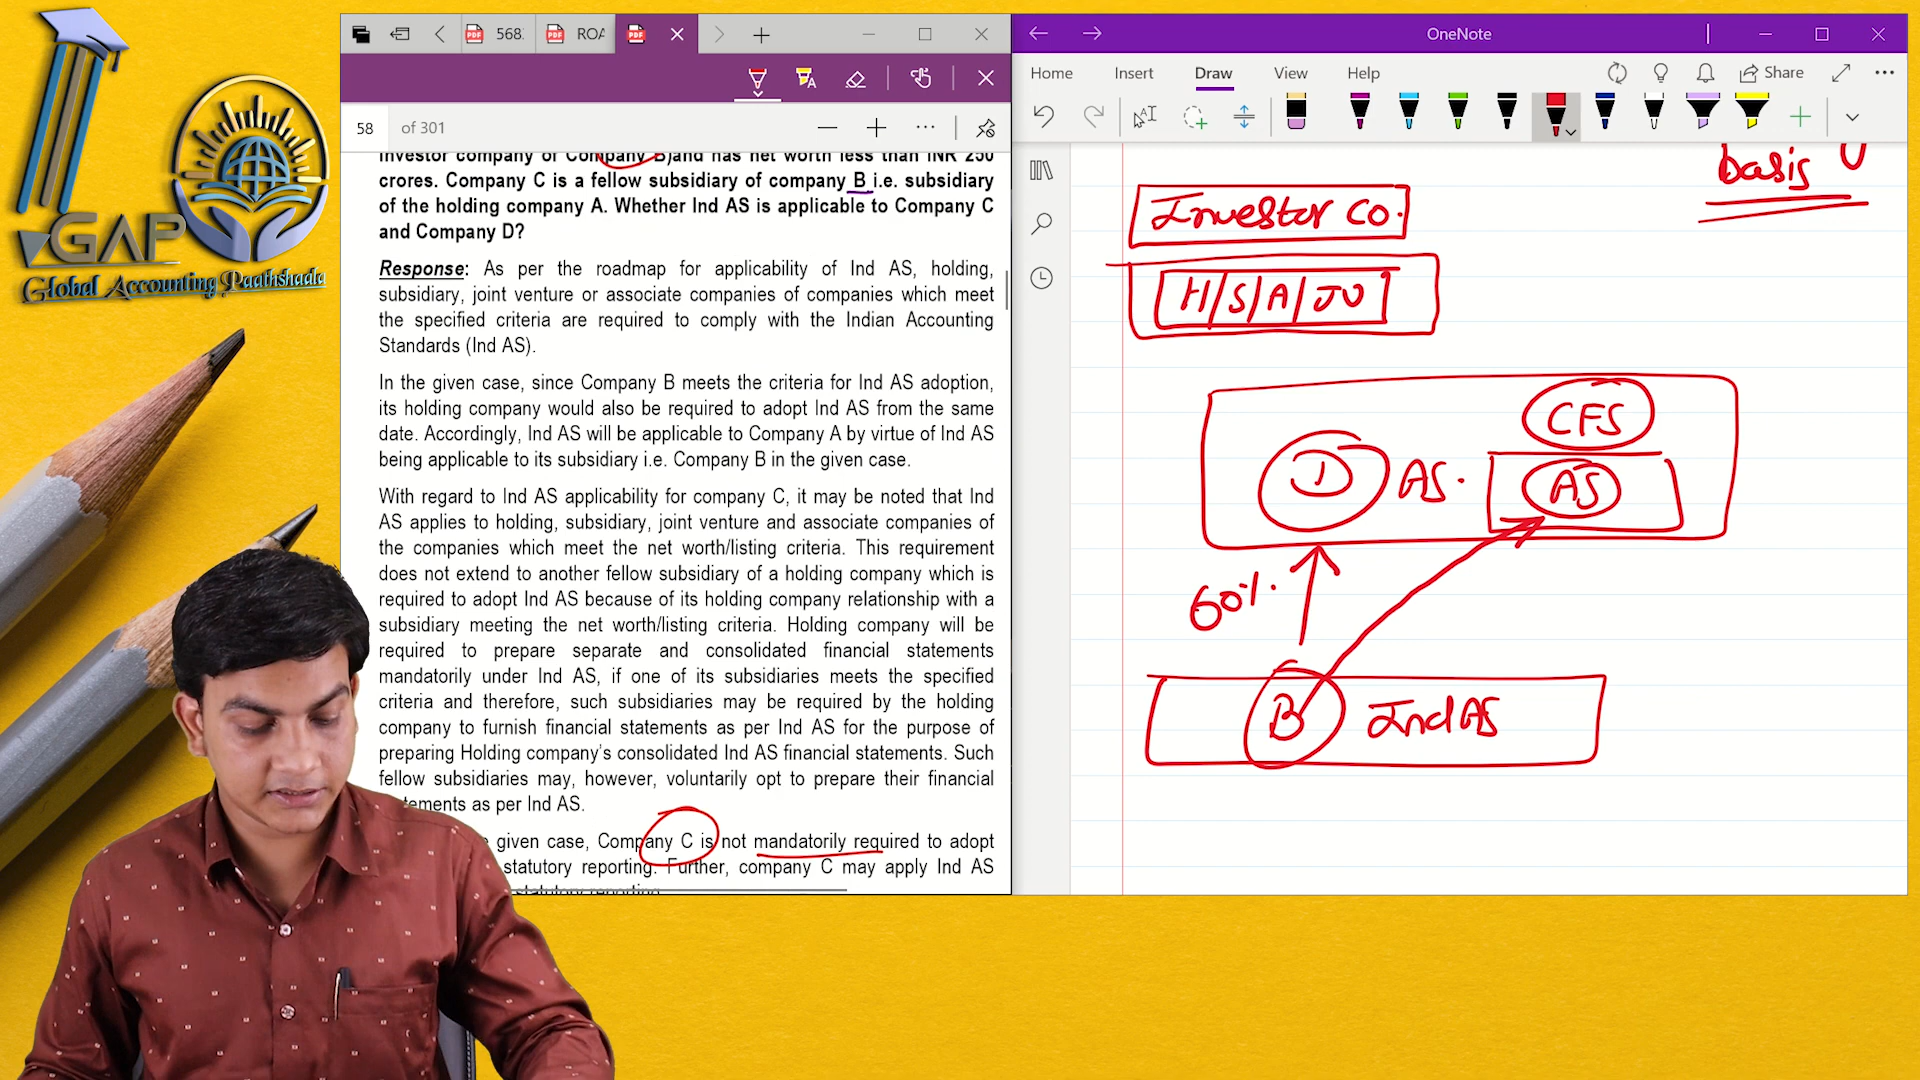 GAP
Global Accounting Paathshaala
568
ROA
58
of 301
investor company of Company B) and has net worth less than INR 250
crores. Company C is a fellow subsidiary of company B i.e. subsidiary
of the holding company A. Whether Ind AS is applicable to Company C
and Company D?
Response: As per the roadmap for applicability of Ind AS, holding,
subsidiary, joint venture or associate companies of companies which meet
the specified criteria are required to comply with the Indian Accounting
Standards (Ind AS).
In the given case, since Company B meets the criteria for Ind AS adoption,
its holding company would also be required to adopt Ind AS from the same
date. Accordingly, Ind AS will be applicable to Company A by virtue of Ind AS
being applicable to its subsidiary i.e. Company B in the given case.
With regard to Ind AS applicability for company C, it may be noted that Ind
AS applies to holding, subsidiary, joint venture and associate companies of
the companies which meet the net worth/listing criteria. This requirement
does not extend to another fellow subsidiary of a holding company which is
required to adopt Ind AS because of its holding company relationship with a
subsidiary meeting the net worth/listing criteria. Holding company will be
required to prepare separate and consolidated financial statements
mandatorily under Ind AS, if one of its subsidiaries meets the specified
criteria and therefore, such subsidiaries may be required by the holding
company to furnish financial statements as per Ind AS for the purpose of
preparing Holding company's consolidated Ind AS financial statements. Such
fellow subsidiaries may, however, voluntarily opt to prepare their financial
tements as per Ind AS.
given case, Company C is not mandatorily required to adopt
statutory reporting. Further, company C may apply Ind AS
statutory reporting
OneNote
Home Insert Draw View Help
Share
basis
Investor Co.
H/S/A/JV
CFS
D AS. AS
60%.
B Ind AS